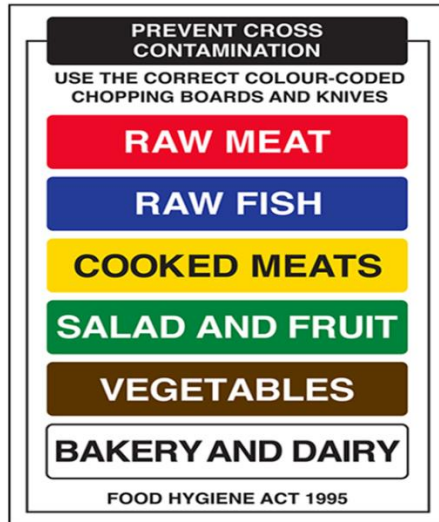 PREVENT CROSS
CONTAMINATION
USE THE CORRECT COLOUR-CODED
CHOPPING BOARDS AND KNIVES
RAW MEAT
RAW FISH
COOKED MEATS
SALAD AND FRUIT
VEGETABLES
BAKERY AND DAIRY
FOOD HYGIENE ACT 1995